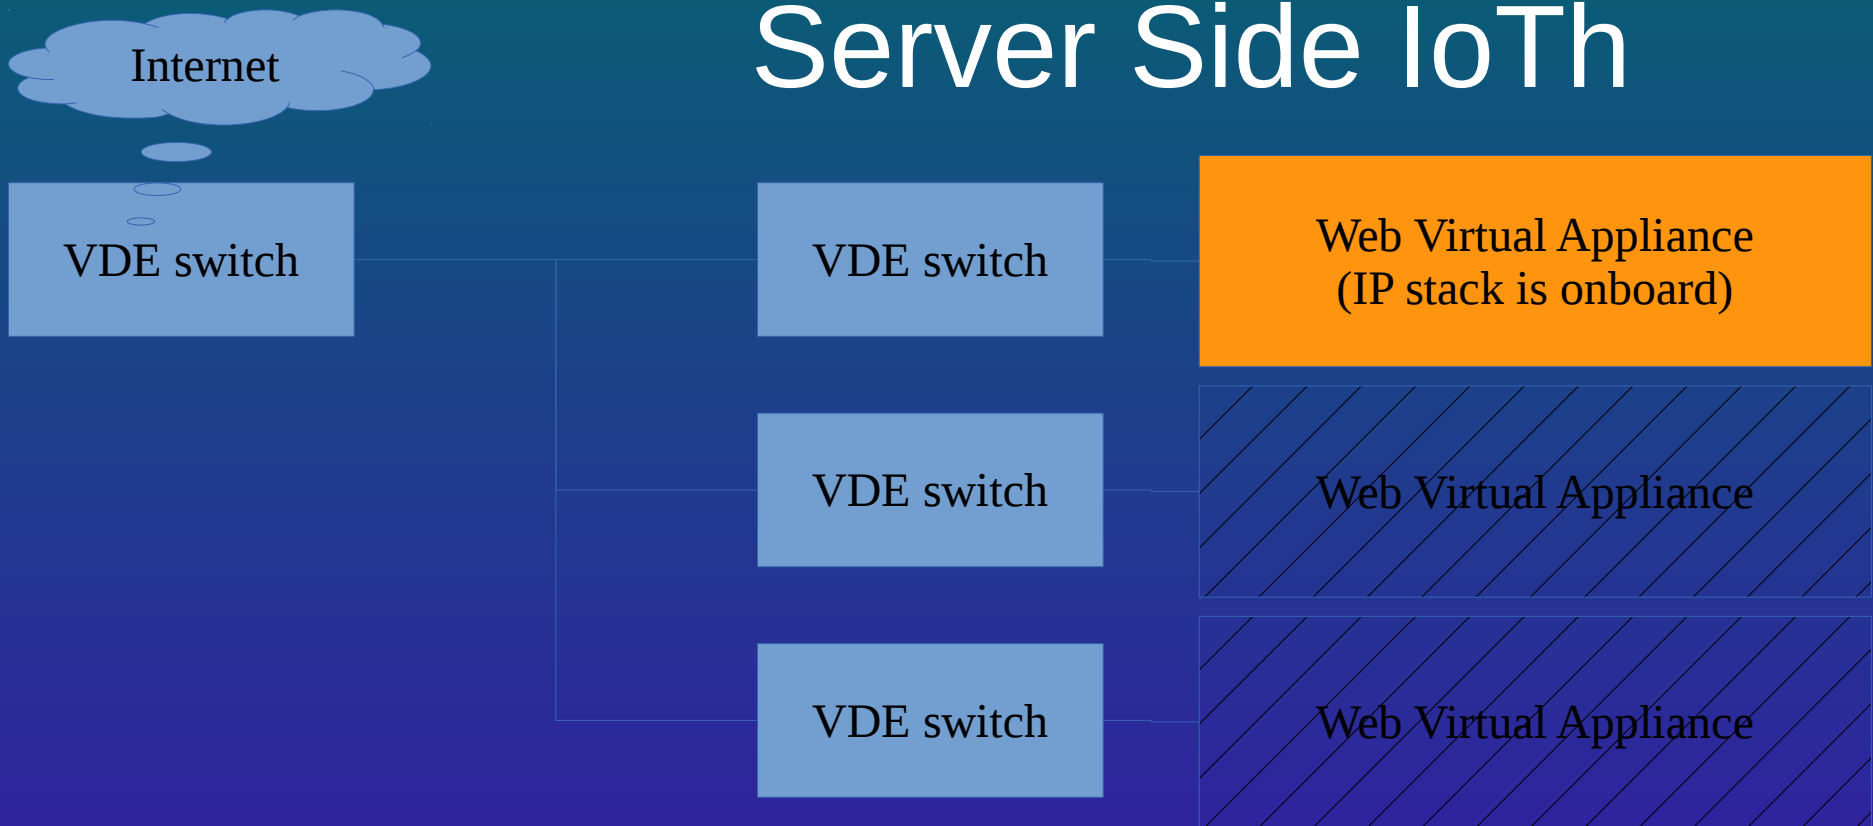 Server Side IoTh
Internet
VDE switch
VDE switch
Web Virtual Appliance
(IP stack is onboard)
VDE switch
Web Virtual Appliance
VDE switch
Web Virtual Appliance